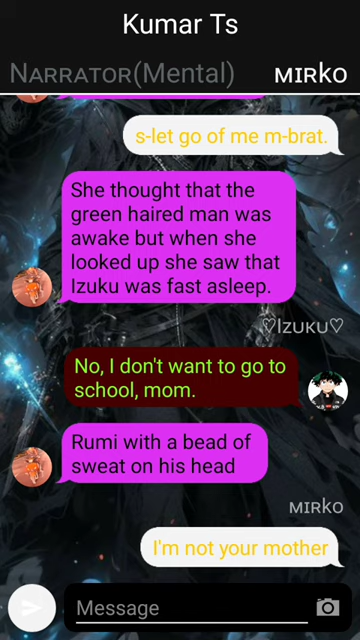 Kumar Ts
Narrator(Mental) mirko
s-let go of me m-brat.
She thought that the
green haired man was
awake but when she
looked up she saw that
Izuku was fast asleep.
♡Izuku♡
No, I don't want to go to
school, mom.
Rumi with a bead of
sweat on his head
mirko
I'm not your mother
Message